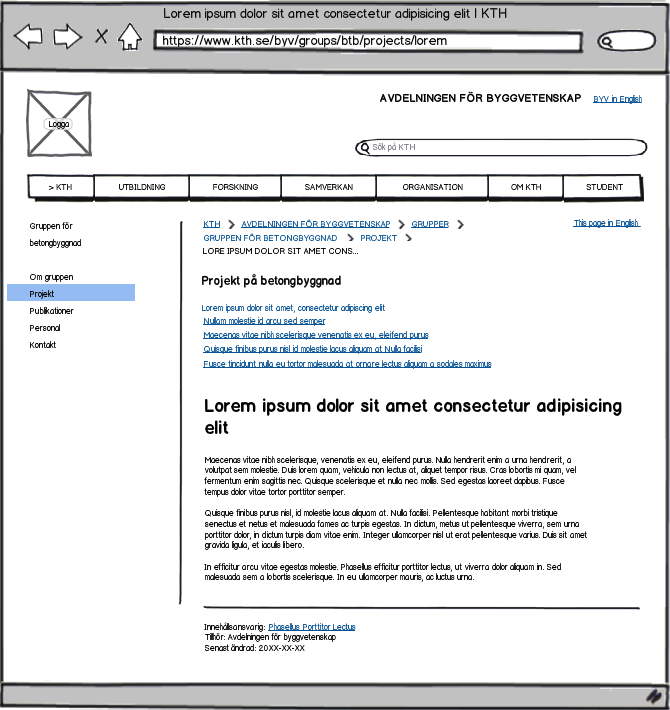 Lorem ipsum dolor sit amet consectetur adipisicing elit | KTH
https://www.kth.se/byv/groups/btb/projects/lorem
AVDELNINGEN FÖR BYGGVETENSKAP BYV in English
Logga
Sök på KTH
> KTH UTBILDNING FORSKNING SAMVERKAN ORGANISATION OM KTH STUDENT
Gruppen för
betongbyggnad
Om gruppen
Projekt
Publikationer
Personal
Kontakt
KTH > AVDELNINGEN FÖR BYGGVETENSKAP > GRUPPER >
GRUPPEN FÖR BETONGBYGGNAD > PROJEKT >
LORE IPSUM DOLOR SIT AMET CONS...
This page in English
Projekt på betongbyggnad
Lorem ipsum dolor sit amet, consectetur adipiscing elit
Nullam molestie id arcu sed semper
Maecenas vitae nibh scelerisque venenatis ex eu, eleifend purus
Quisque finibus purus nisl id molestie lacus aliquam at Nulla facilisi
Fusce tincidunt nulla eu tortor malesuada at ornare lectus aliquam a sodales maximus
Lorem ipsum dolor sit amet consectetur adipisicing
elit
Maecenas vitae nibh scelerisque, venenatis ex eu, eleifend purus. Nulla hendrerit enim a urna hendrerit, a
volutpat sem molestie. Duis lorem quam, vehicula non lectus at, aliquet tempor risus. Cras lobortis mi quam, vel
fermentum enim sagittis nec. Quisque scelerisque et nulla nec mollis. Sed egestas laoreet dapibus. Fusce
tempus dolor vitae tortor porttitor semper.
Quisque finibus purus nisl, id molestie lacus aliquam at. Nulla facilisi. Pellentesque habitant morbi tristique
senectus et netus et malesuada fames ac turpis egestas. In dictum, metus ut pellentesque viverra, sem urna
porttitor dolor, in dictum turpis diam vitae enim. Integer ullamcorper nisl ut erat pellentesque varius. Duis sit amet
gravida ligula, et iaculis libero.
In efficitur arcu vitae egestas molestie. Phasellus efficitur porttitor lectus, ut viverra dolor aliquam in. Sed
malesuada sem a lobortis scelerisque. In eu ullamcorper mauris, ac luctus urna.
Innehållsansvarig: Phasellus Porttitor Lectus
Tillhör: Avdelningen för byggvetenskap
Senast ändrad: 20XX-XX-XX